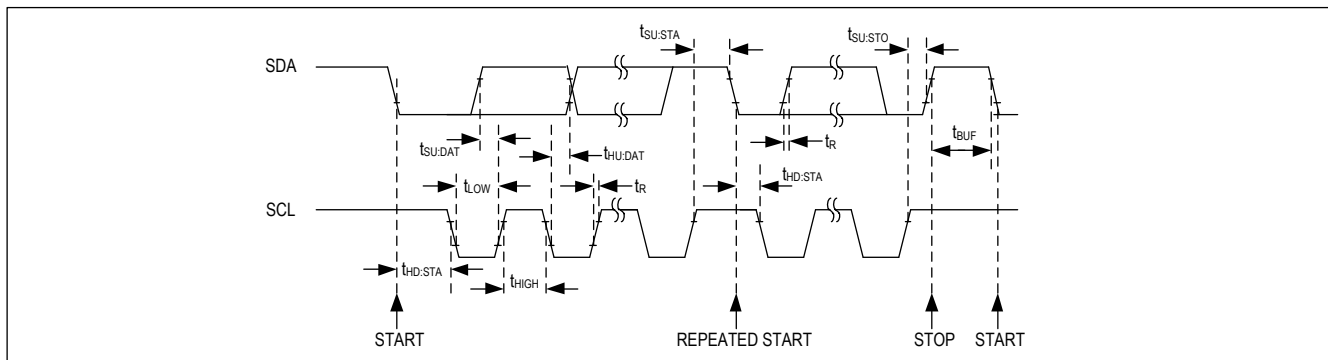 tSU:STA
tSU:STO
SDA
tSU:DAT
tHU:DAT
tR
tBUF
tLOW
tR
tHD:STA
SCL
tHD:STA
tHIGH
START
REPEATED START
STOP
START